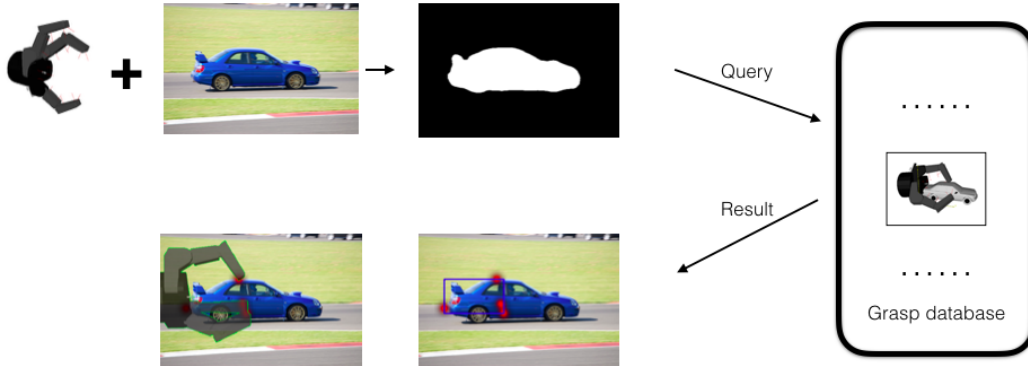 Query
......
Result
......
Grasp database